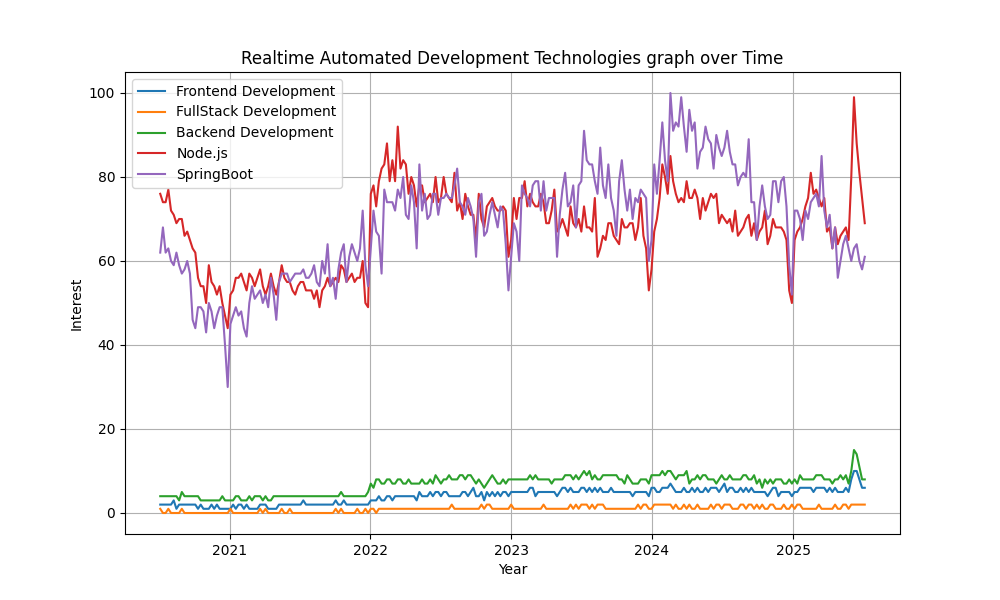 Realtime Automated Development Technologies graph over Time
Frontend Development
FullStack Development
Backend Development
Node.js
SpringBoot
100
80
60
40
20
0
Interest
2021 2022 2023 2024 2025
Year